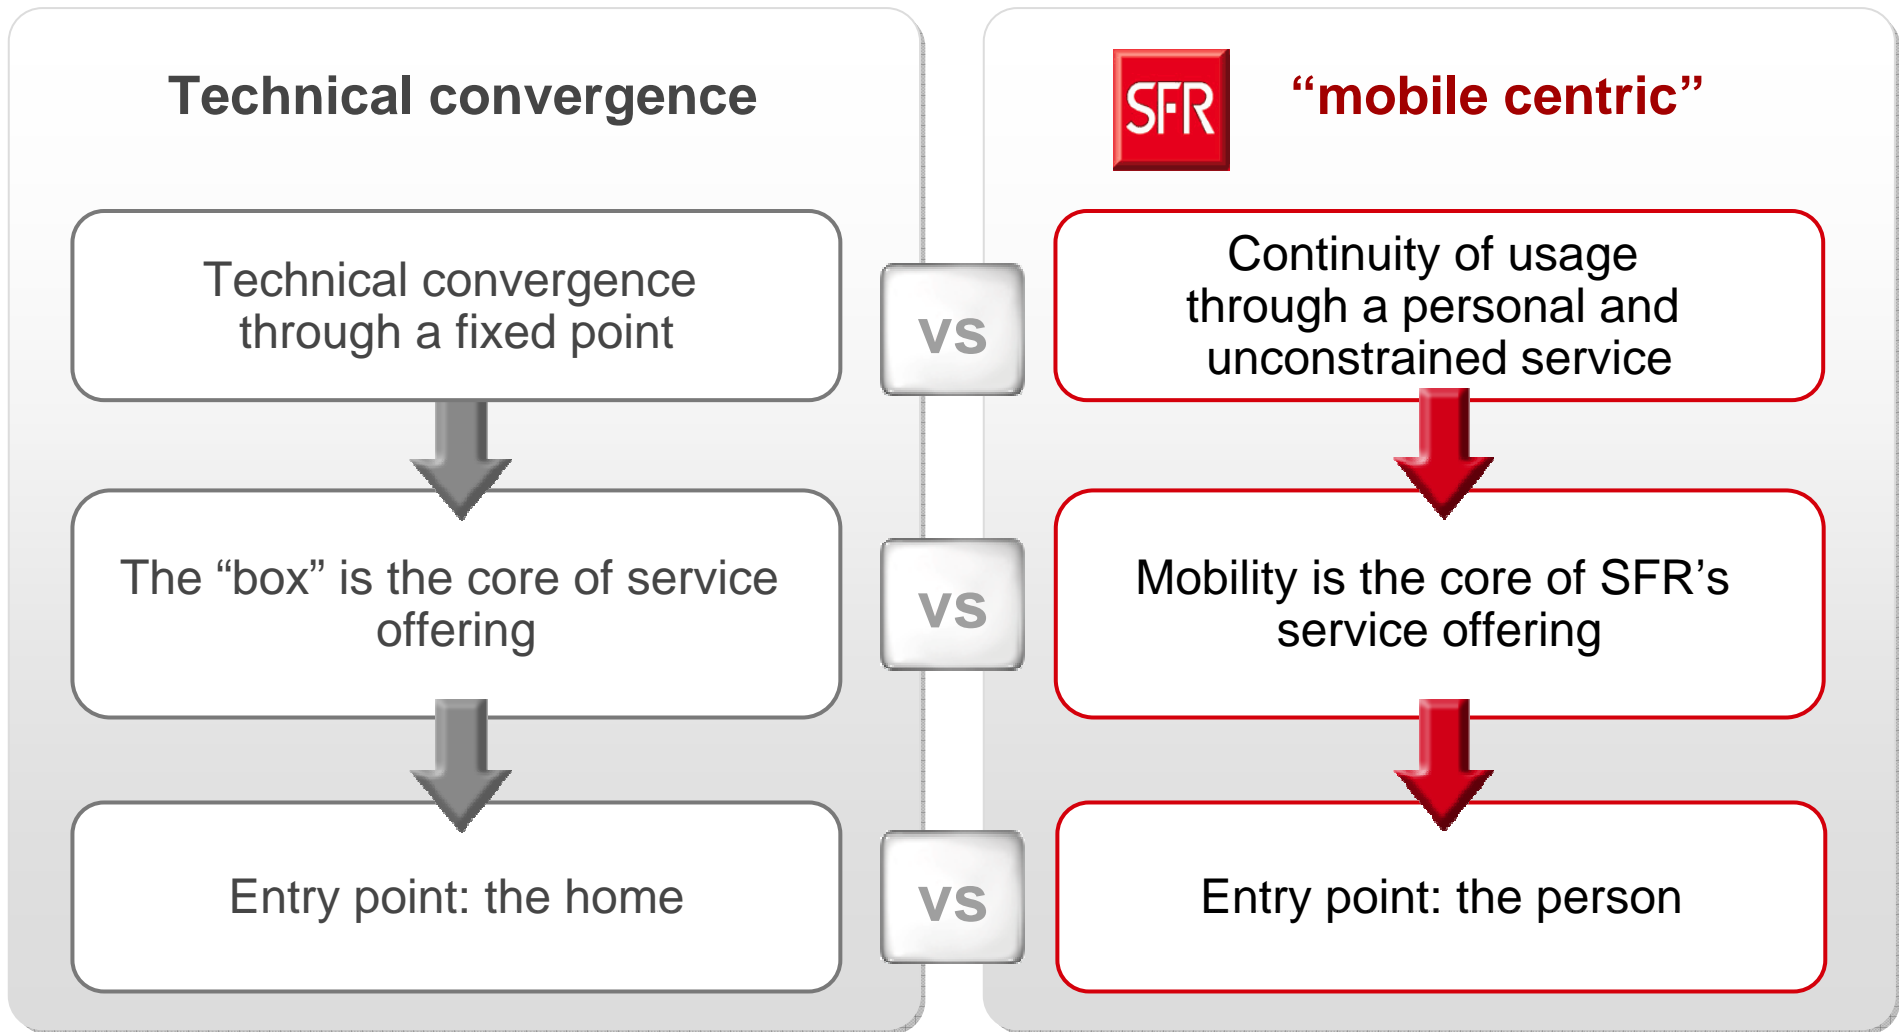 Technical convergence
Technical convergence
through a fixed point
The “box” is the core of service
offering
Entry point: the home
vs
vs
vs
SFR
“mobile centric”
Continuity of usage
through a personal and
unconstrained service
Mobility is the core of SFR’s
service offering
Entry point: the person